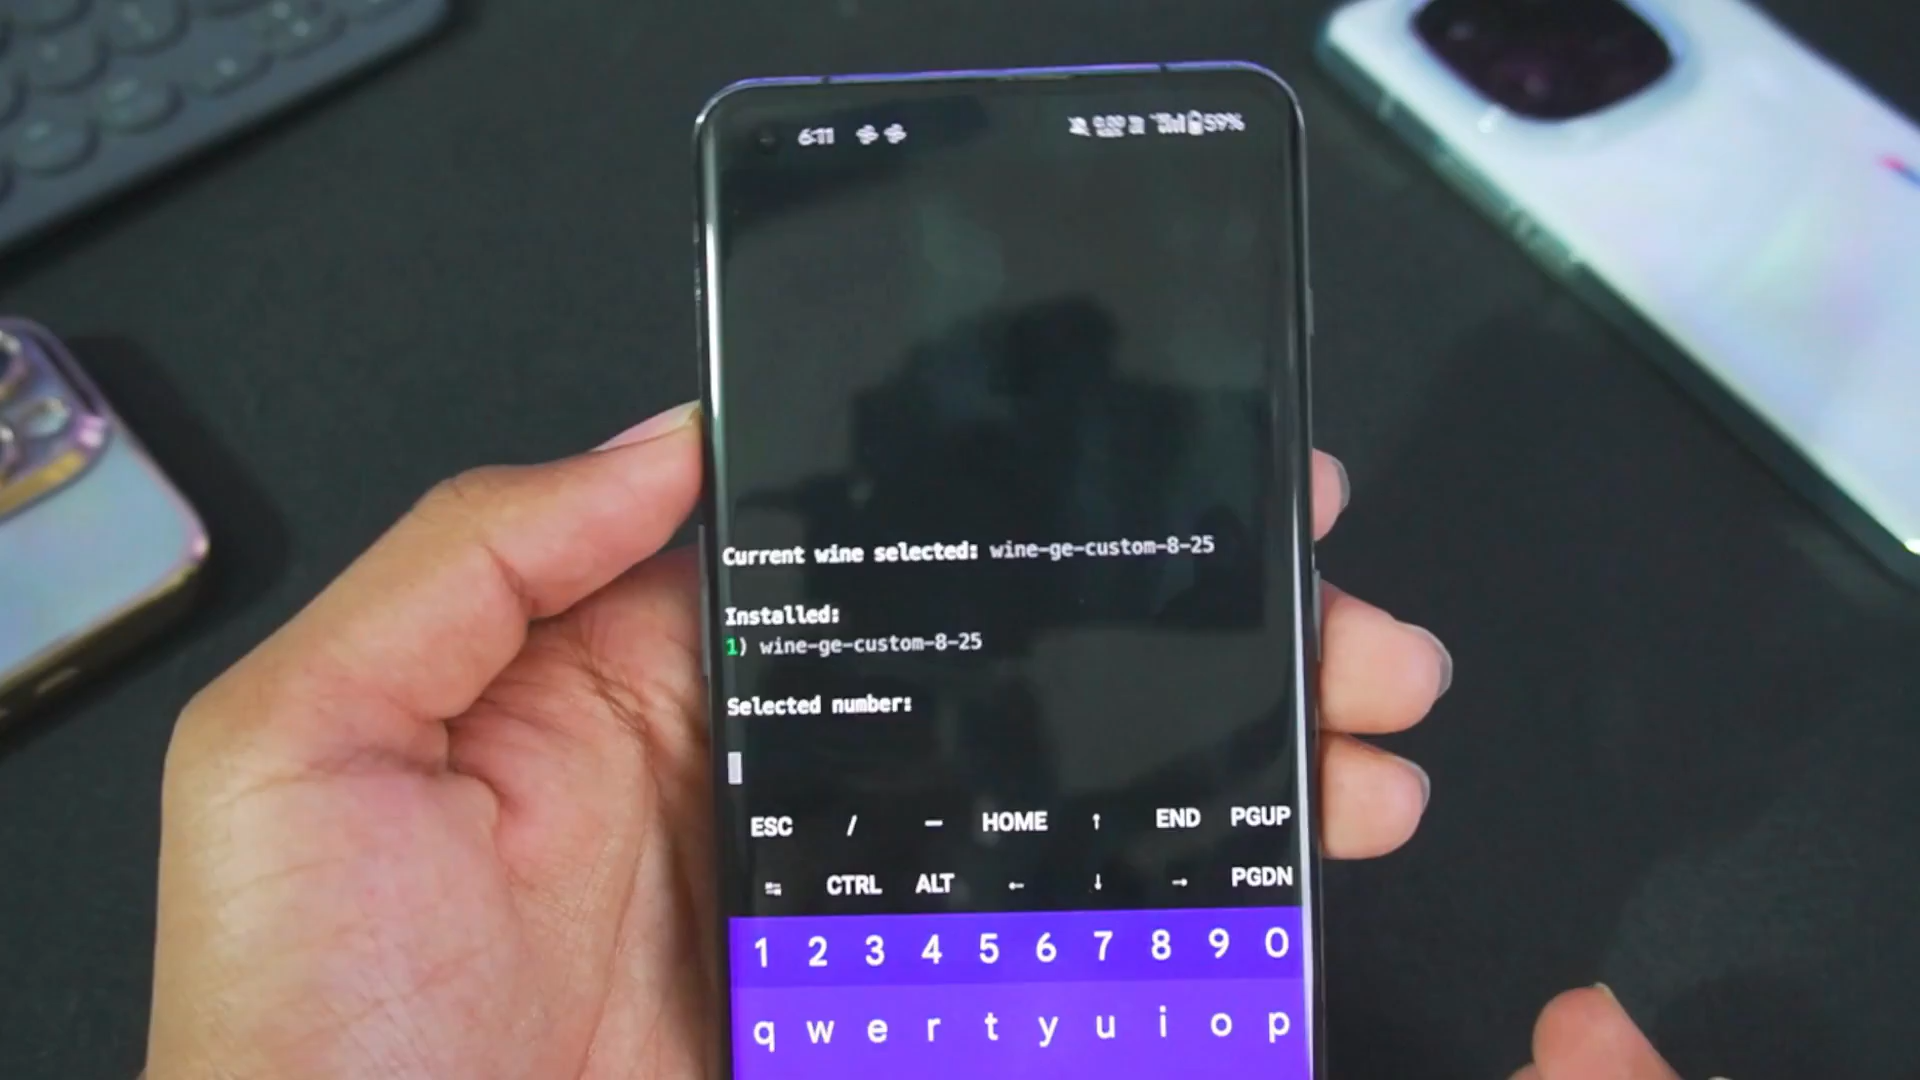 6:11 59%
Current wine selected: wine-ge-custom-8-25
Installed:
1) wine-ge-custom-8-25
Selected number:
ESC / — HOME ↑ END PGUP
CTRL ALT ← ↓ → PGDN
1 2 3 4 5 6 7 8 9 0
q w e r t y u i o p